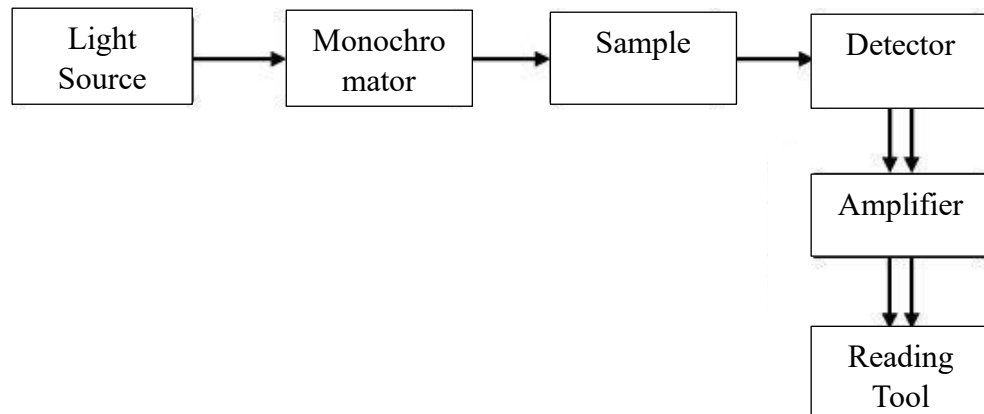 Light
Source
Monochro
mator
Sample
Detector
Amplifier
Reading
Tool